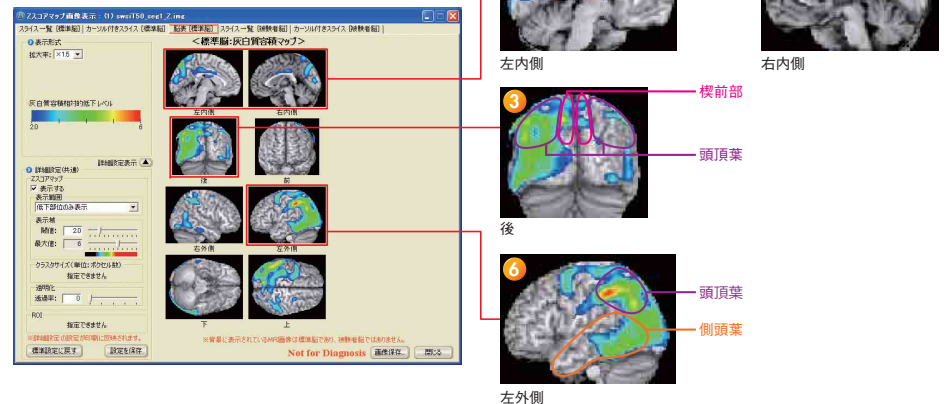 Zスコアマップ画像表示 : (1) swsiT50_seg1_Z.img
スライス一覧 [標準脳] | カーソル付きスライス [標準脳] | 脳表 [標準脳] | スライス一覧 [被験者脳] | カーソル付きスライス [被験者脳] |
表示形式
拡大率: ×1.5
<標準脳:灰白質容積マップ>
灰白質容積相対的低下レベル
2.0
6
左内側
右内側
詳細設定表示
詳細設定(共通)
Zスコアマップ
表示する
表示範囲
低下部位のみ表示
表示域
閾値: 2.0
最大値: 6
後
前
右外側
左外側
クラスタサイズ(単位:ボクセル数)
指定できません
透明化
透過率: 0
ROI
指定できません
下
上
※詳細設定の設定が印刷に反映されます。
※背景に表示されているMRI画像は標準脳であり、被験者脳ではありません。
標準設定に戻す
設定を保存
Not for Diagnosis
画像保存...
閉じる
左内側
右内側
3
楔前部
頭頂葉
後
6
頭頂葉
側頭葉
左外側